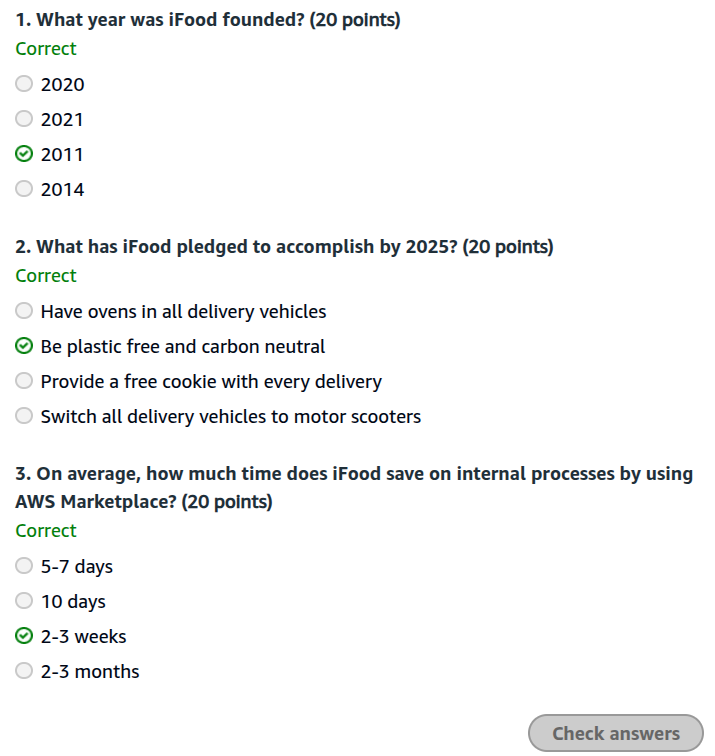 1. What year was iFood founded? (20 points)
Correct
2020
2021
2011
2014
2. What has iFood pledged to accomplish by 2025? (20 points)
Correct
Have ovens in all delivery vehicles
Be plastic free and carbon neutral
Provide a free cookie with every delivery
Switch all delivery vehicles to motor scooters
3. On average, how much time does iFood save on internal processes by using
AWS Marketplace? (20 points)
Correct
5-7 days
10 days
2-3 weeks
2-3 months
Check answers